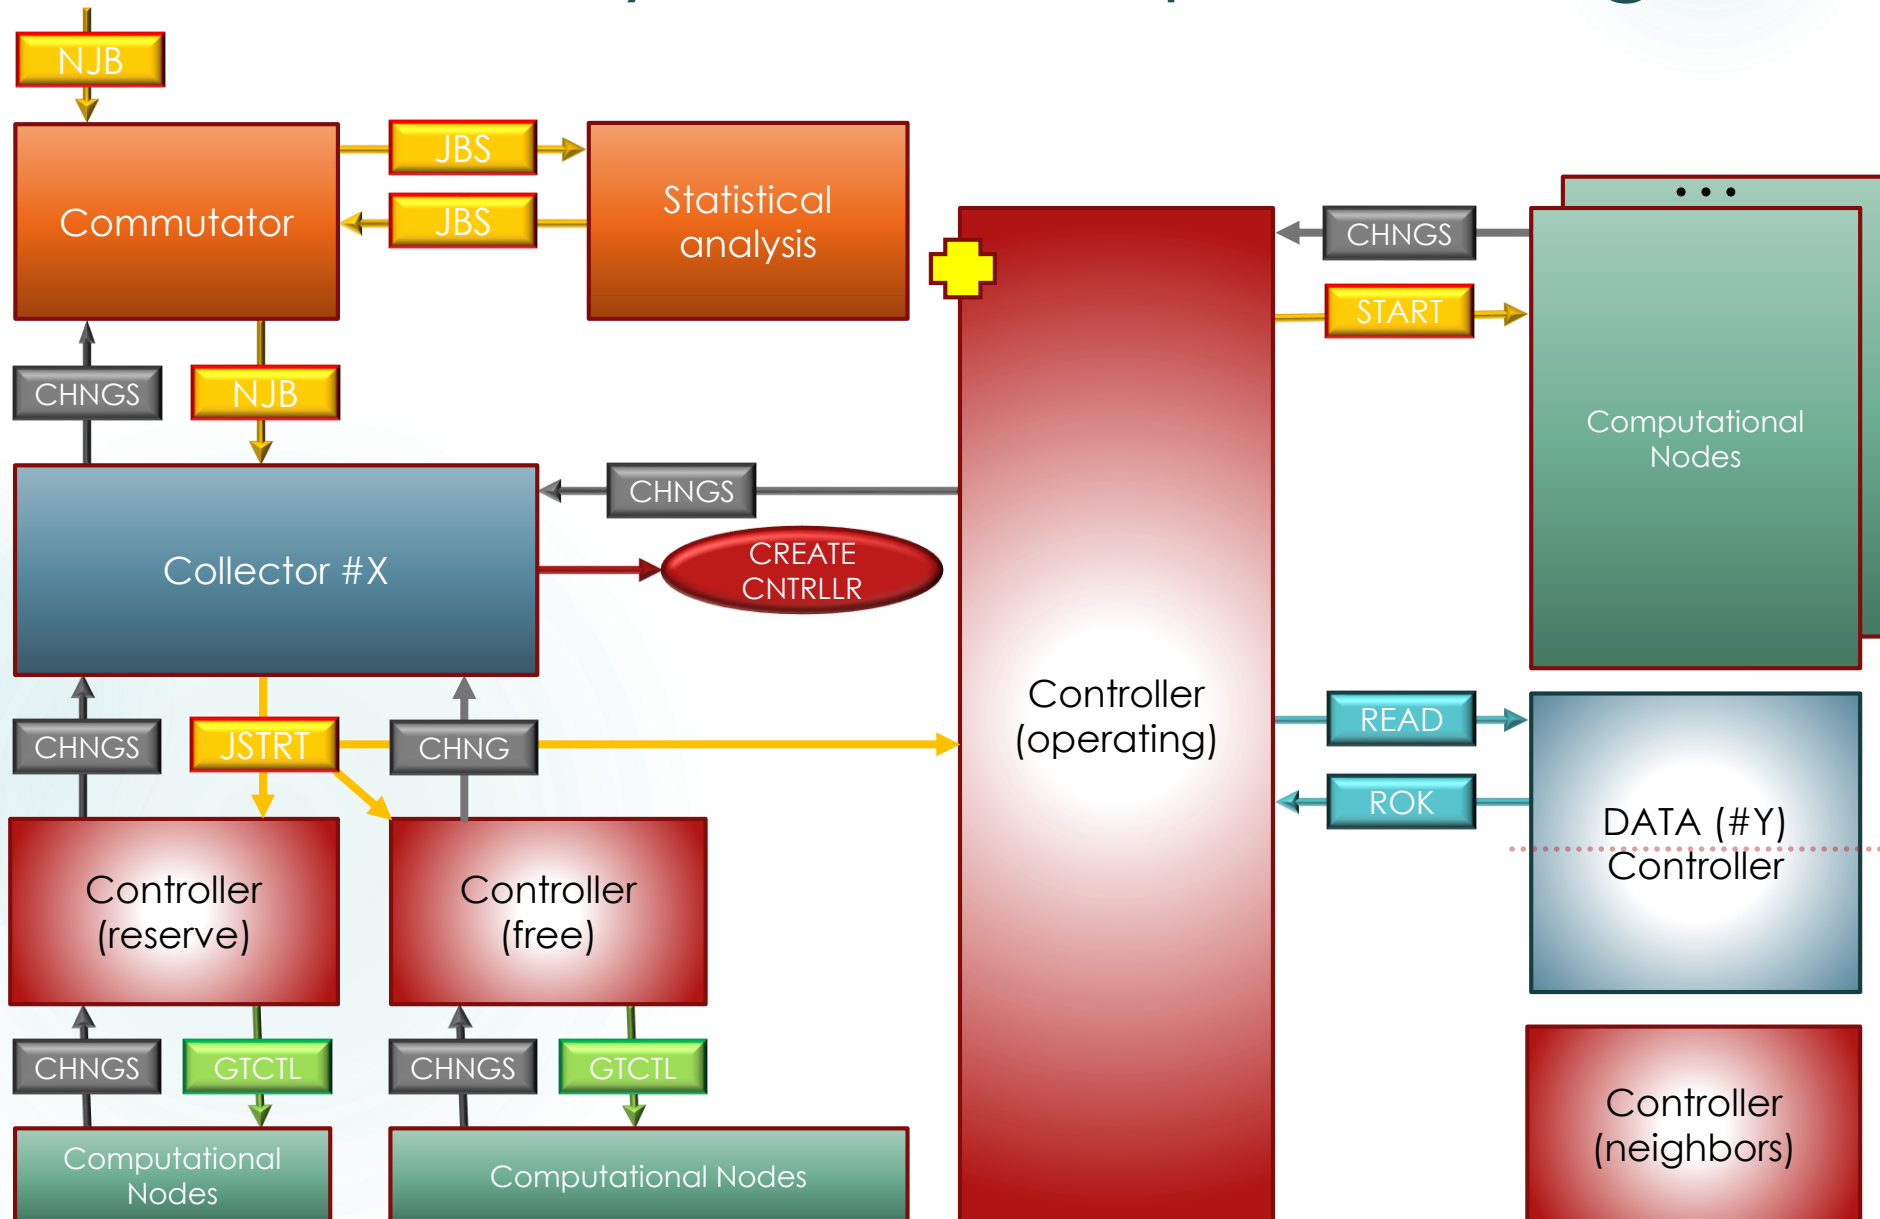 NJB
Commutator
JBS
JBS
Statistical
analysis
CHNGS
NJB
CHNGS
START
• • •
Computational
Nodes
CHNGS
Collector #X
CREATE
CNTRLLR
Controller
(operating)
CHNGS
JSTRT
CHNG
READ
ROK
DATA (#Y)
Controller
Controller
(reserve)
Controller
(free)
CHNGS
GTCTL
CHNGS
GTCTL
Controller
(neighbors)
Computational
Nodes
Computational Nodes